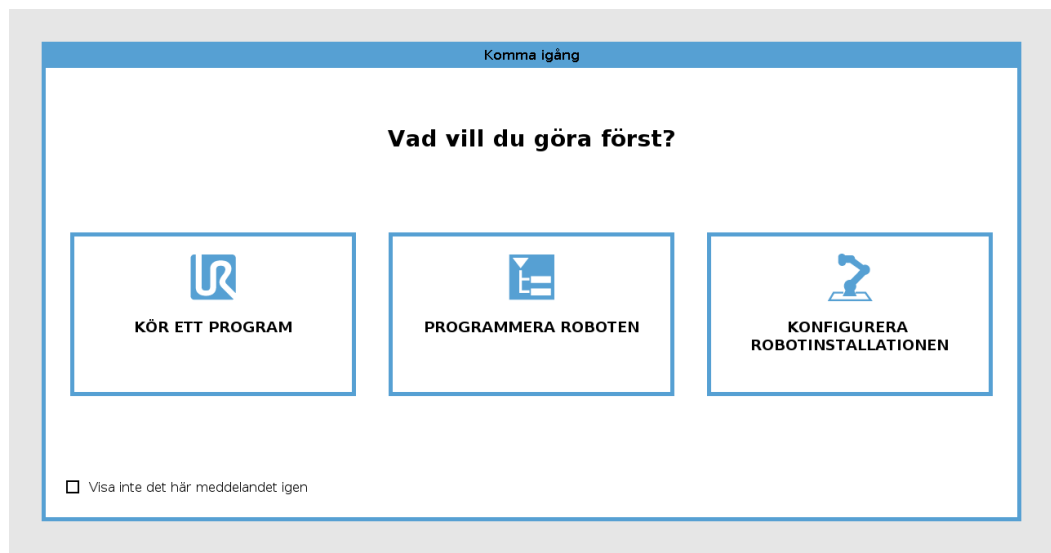 Komma igång
Vad vill du göra först?
KÖR ETT PROGRAM
PROGRAMMERA ROBOTEN
KONFIGURERA
ROBOTINSTALLATIONEN
Visa inte det här meddelandet igen